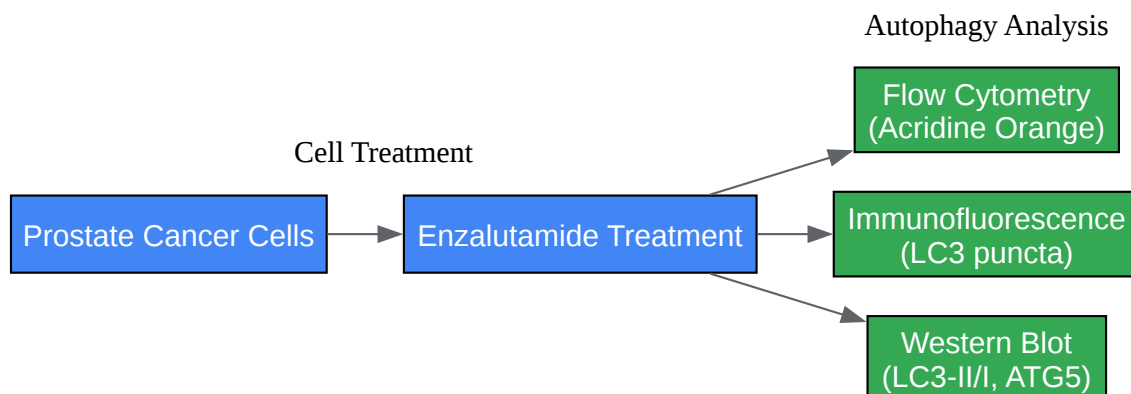 Autophagy Analysis
Flow Cytometry
(Acridine Orange)
Cell Treatment
Prostate Cancer Cells
Enzalutamide Treatment
Immunofluorescence
(LC3 puncta)
Western Blot
(LC3-II/I, ATG5)